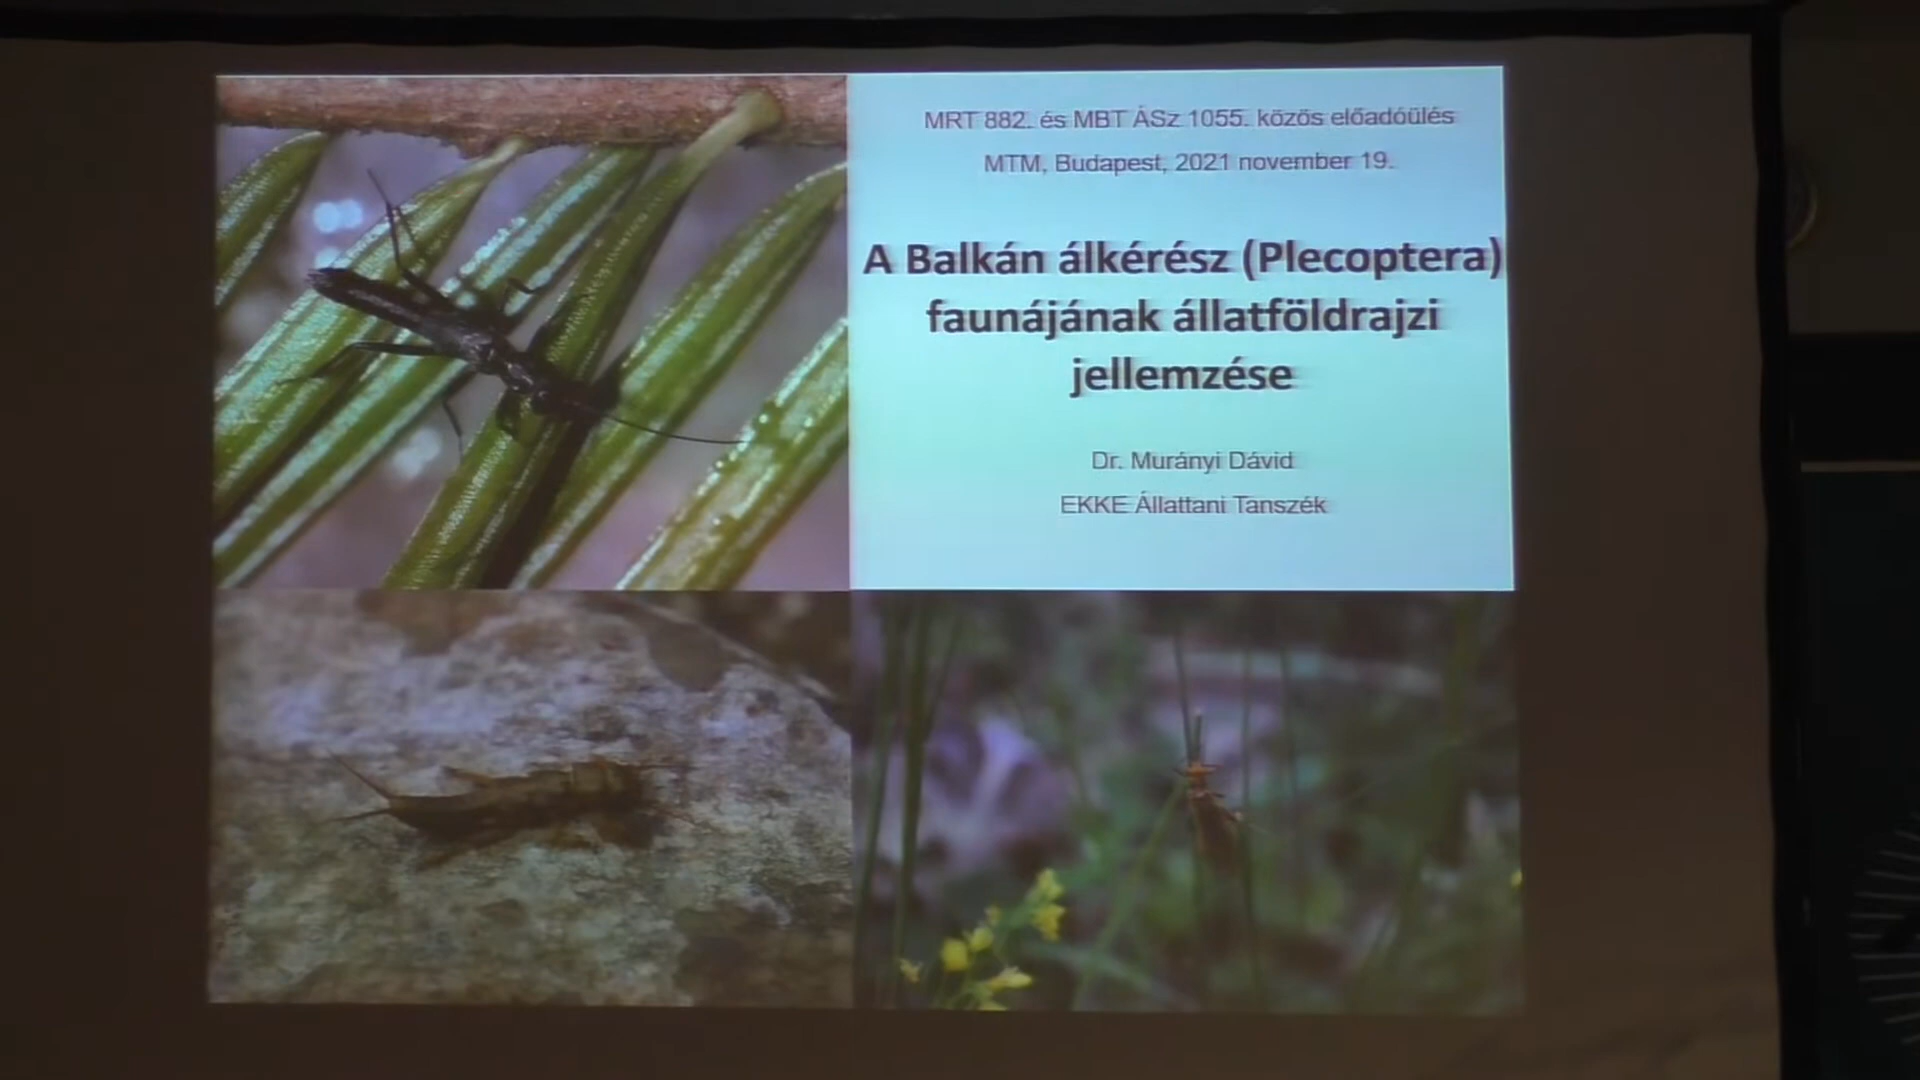 MRT 882. és MBT ÁSz 1055. közös előadóülés
MTM, Budapest, 2021 november 19.
A Balkán álkérész (Plecoptera)
faunájának állatföldrajzi
jellemzése
Dr. Murányi Dávid
EKKE Állattani Tanszék